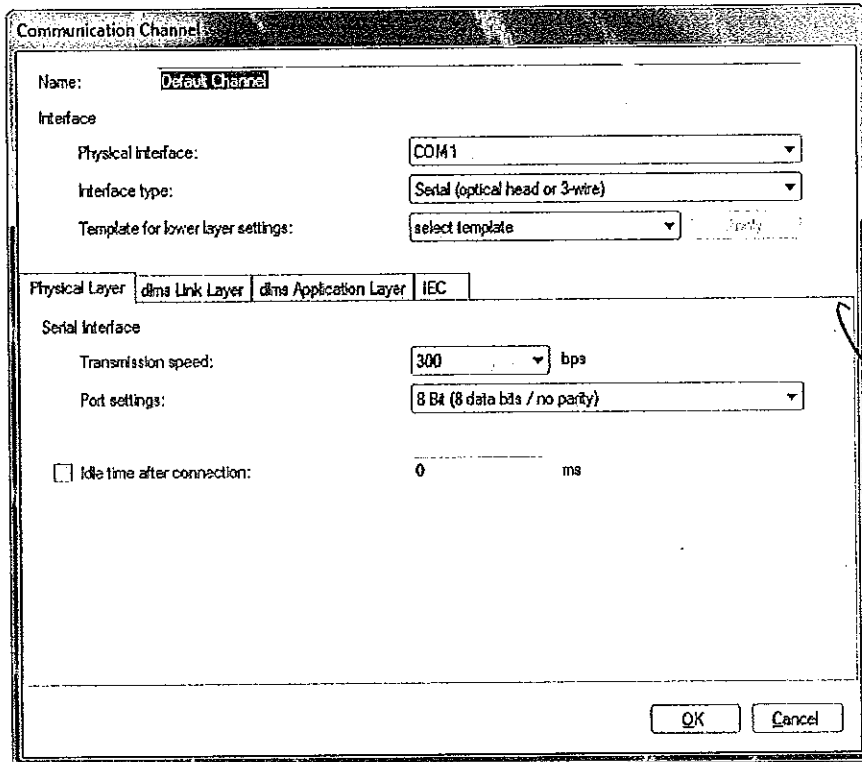 Communication Channel
Name: Default Channel
Interface
Physical interface: COM1
Interface type: Serial (optical head or 3-wire)
Template for lower layer settings: select template
Physical Layer dlms Link Layer dlms Application Layer IEC
Serial Interface
Transmission speed: 300 bps
Port settings: 8 Bit (8 data bits / no parity)
Idle time after connection: 0 ms
OK Cancel